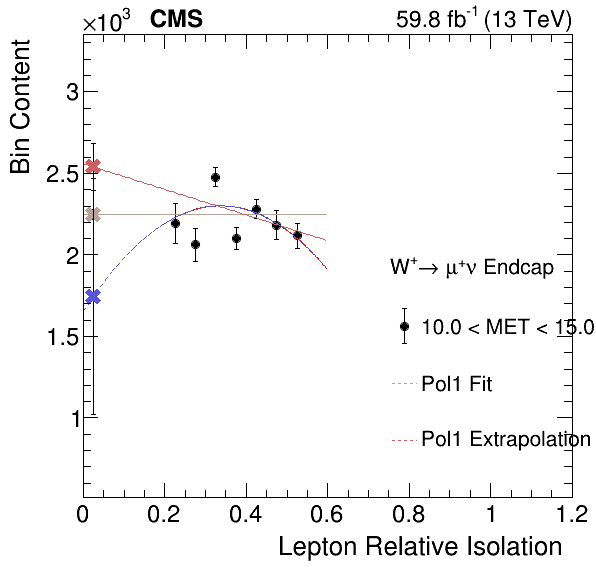 ×10³ CMS 59.8 fb⁻¹ (13 TeV)
Bin Content
3
2.5
2
1.5
1
W⁺→ μ⁺ν Endcap
10.0 < MET < 15.0
Pol1 Fit
Pol1 Extrapolation
0 0.2 0.4 0.6 0.8 1 1.2
Lepton Relative Isolation